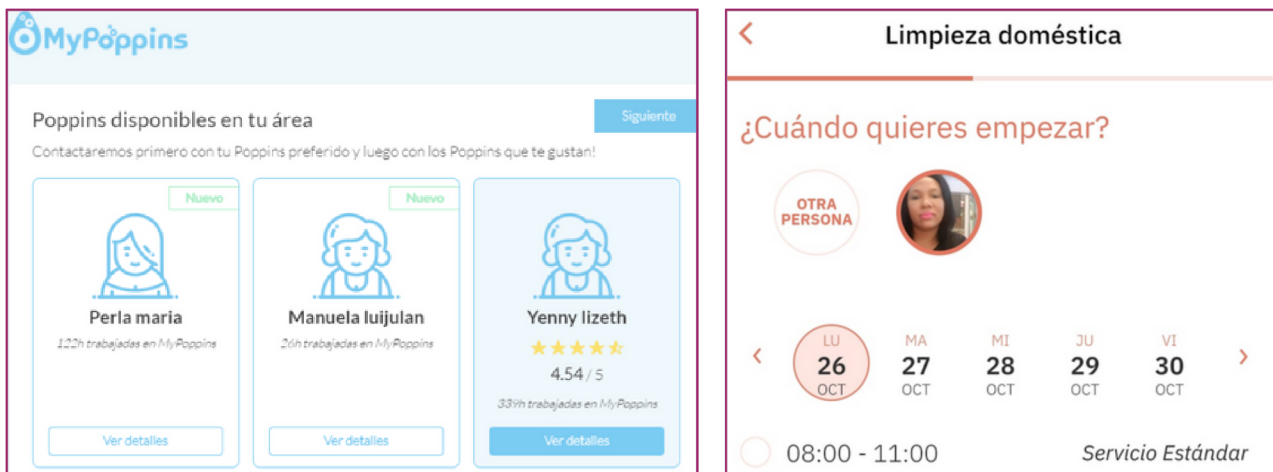 MyPoppins
Poppins disponibles en tu área
Siguiente
Contactaremos primero con tu Poppins preferido y luego con los Poppins que te gustan!
Nuevo
Perla maria
122h trabajadas en MyPoppins
Ver detalles
Nuevo
Manuela luijulan
26h trabajadas en MyPoppins
Ver detalles
Yenny lizeth
4.54 / 5
339h trabajadas en MyPoppins
Ver detalles
Limpieza doméstica
¿Cuándo quieres empezar?
OTRA
PERSONA
LU MA MI JU VI
26 27 28 29 30
OCT OCT OCT OCT OCT
08:00 - 11:00 Servicio Estándar